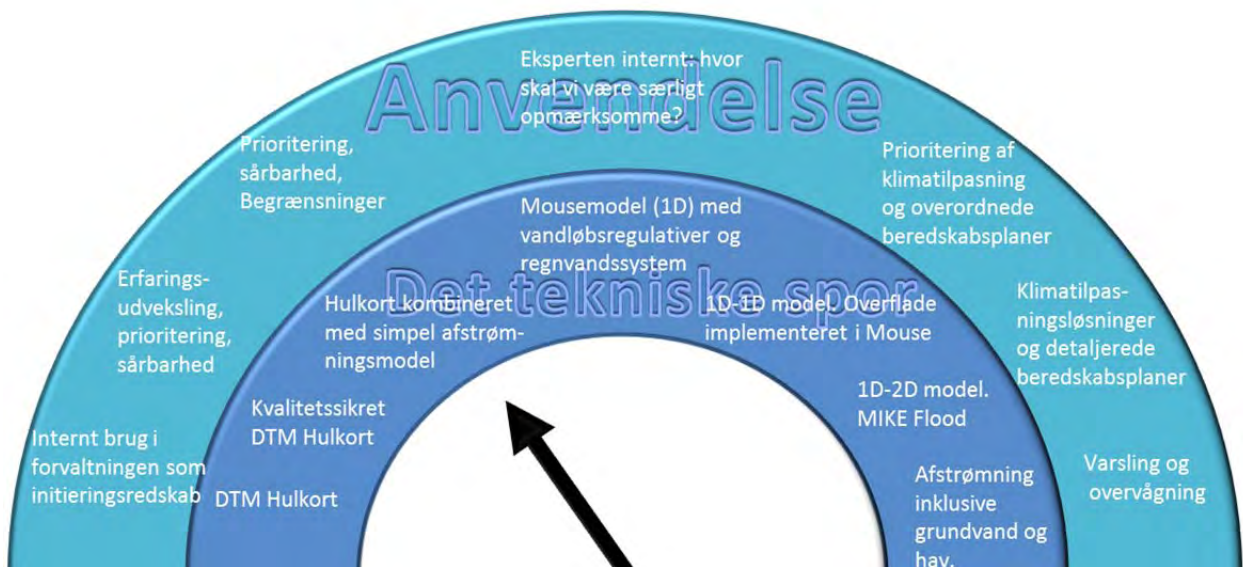 Anvendelse
Eksperten internt: hvor
skal vi være særligt
opmærksomme?
Prioritering,
sårbarhed,
Begrænsninger
Prioritering af
klimatilpasning
og overordnede
beredskabsplaner
Erfarings-
udveksling,
prioritering,
sårbarhed
Klimatilpas-
ningsløsninger
og detaljerede
beredskabsplaner
Internt brug i
forvaltningen som
initieringsredskab
Varsling og
overvågning
Det tekniske spor
Mousemodel (1D) med
vandløbsregulativer og
regnvandssystem
Hulkort kombineret
med simpel afstrøm-
ningsmodel
1D-1D model. Overflade
implementeret i Mouse
Kvalitetssikret
DTM Hulkort
1D-2D model.
MIKE Flood
DTM Hulkort
Afstrømning
inklusive
grundvand og
hav.